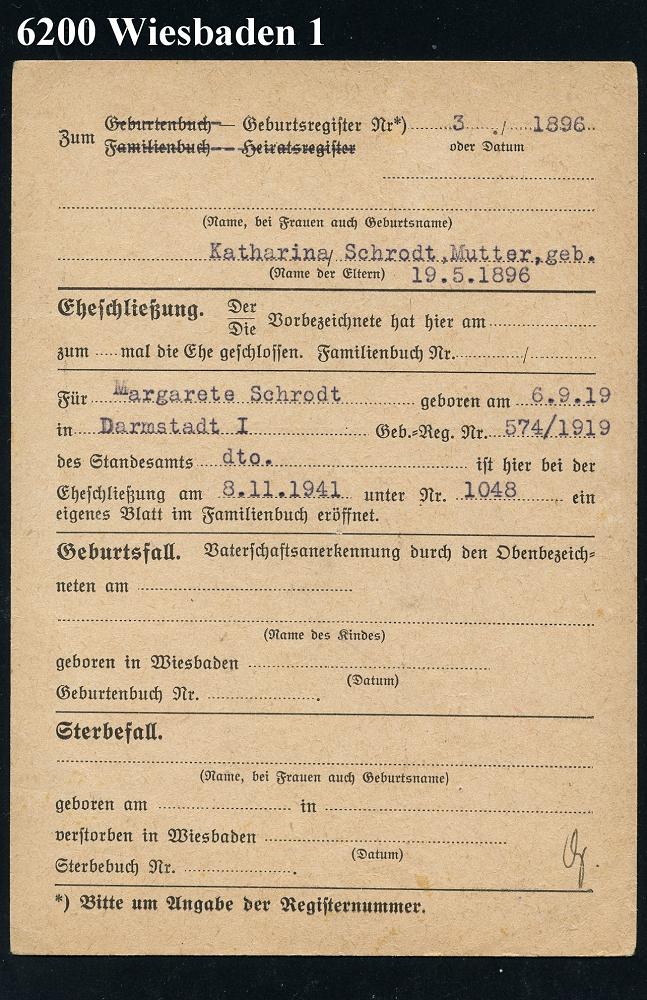 6200 Wiesbaden 1
Zum Geburtenbuch — Geburtsregister Nr*) 3 ./ 1896
Familienbuch — Heiratsregister oder Datum
(Name, bei Frauen auch Geburtsname)
Katharina Schrodt, Mutter, geb.
(Name der Eltern) 19.5.1896
Eheschließung. Der
Die Vorbezeichnete hat hier am
zum mal die Ehe geschlossen. Familienbuch Nr. /
Für Margarete Schrodt geboren am 6.9.19
in Darmstadt I Geb.=Reg. Nr. 574/1919
des Standesamts dto. ist hier bei der
Eheschließung am 8.11.1941 unter Nr. 1048 ein
eigenes Blatt im Familienbuch eröffnet.
Geburtsfall. Vaterschaftsanerkennung durch den Obenbezeich=
neten am
(Name des Kindes)
geboren in Wiesbaden
(Datum)
Geburtenbuch Nr. .
Sterbefall.
(Name, bei Frauen auch Geburtsname)
geboren am in
verstorben in Wiesbaden
(Datum)
Sterbebuch Nr. .
*) Bitte um Angabe der Registernummer.